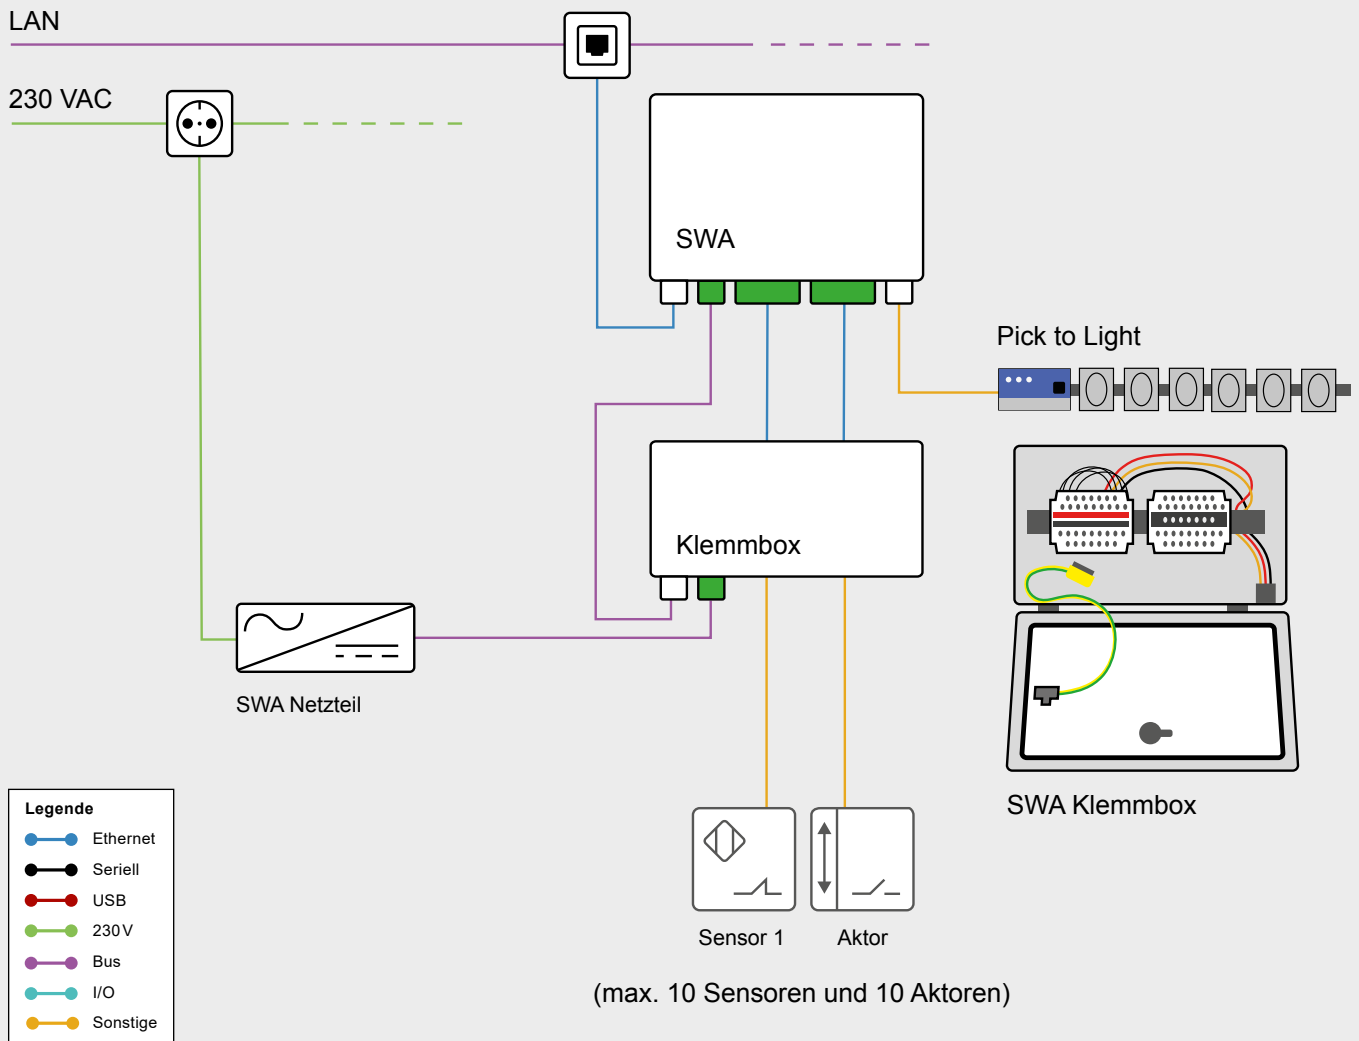 LAN
230 VAC
SWA
Pick to Light
Klemmbox
SWA Netzteil
SWA Klemmbox
Legende
Ethernet
Seriell
USB
230 V
Bus
I/O
Sonstige
Sensor 1
Aktor
(max. 10 Sensoren und 10 Aktoren)